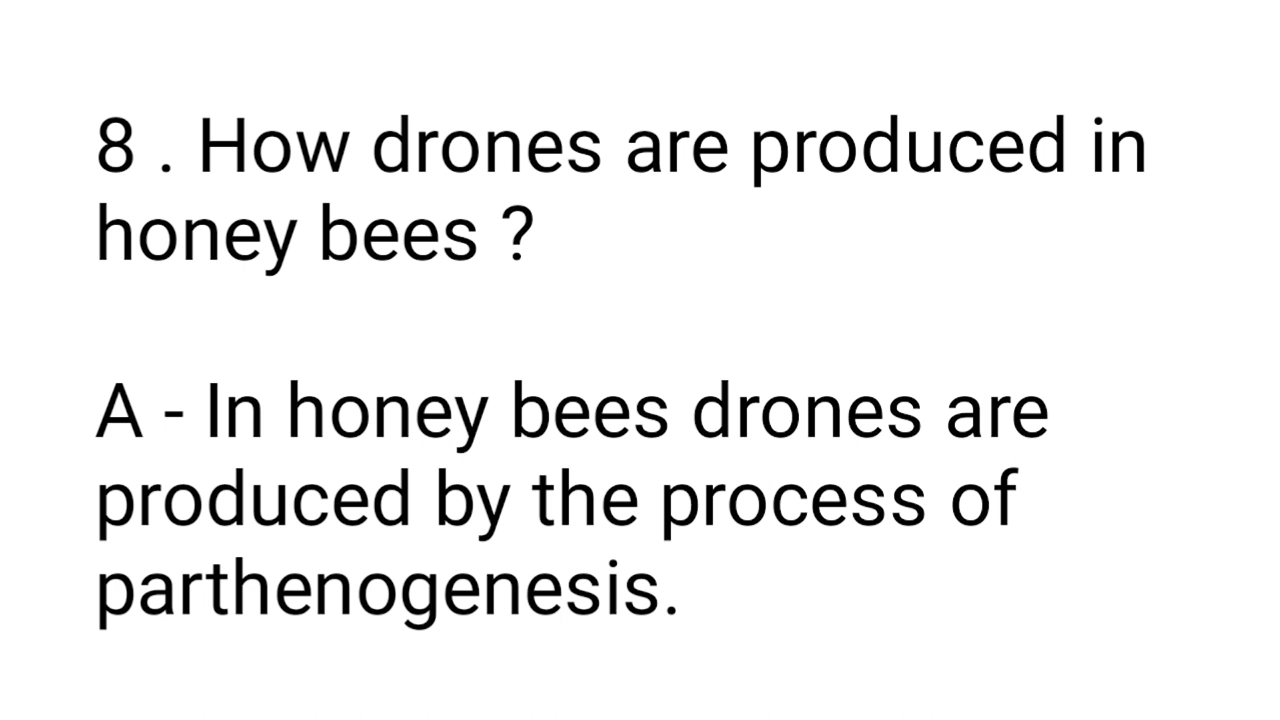 8 . How drones are produced in
honey bees ?
A - In honey bees drones are
produced by the process of
parthenogenesis.